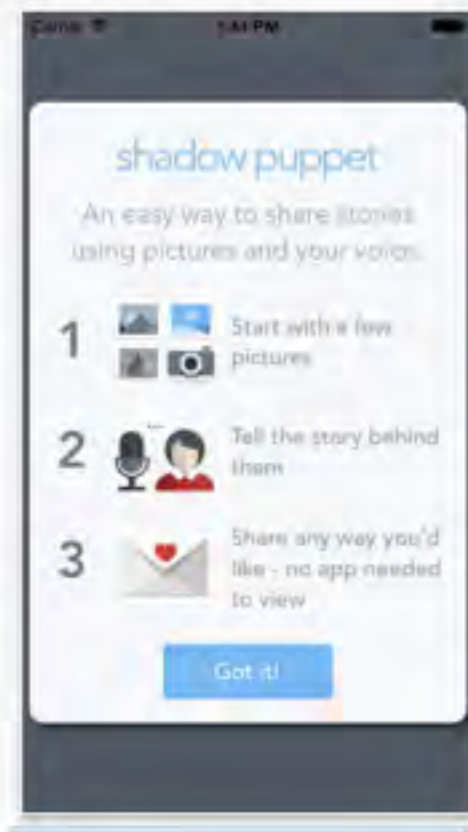 Carrier 1:41 PM
shadow puppet
An easy way to share stories
using pictures and your voice.
1
Start with a few
pictures
2
Tell the story behind
them
3
Share any way you'd
like - no app needed
to view
Got it!